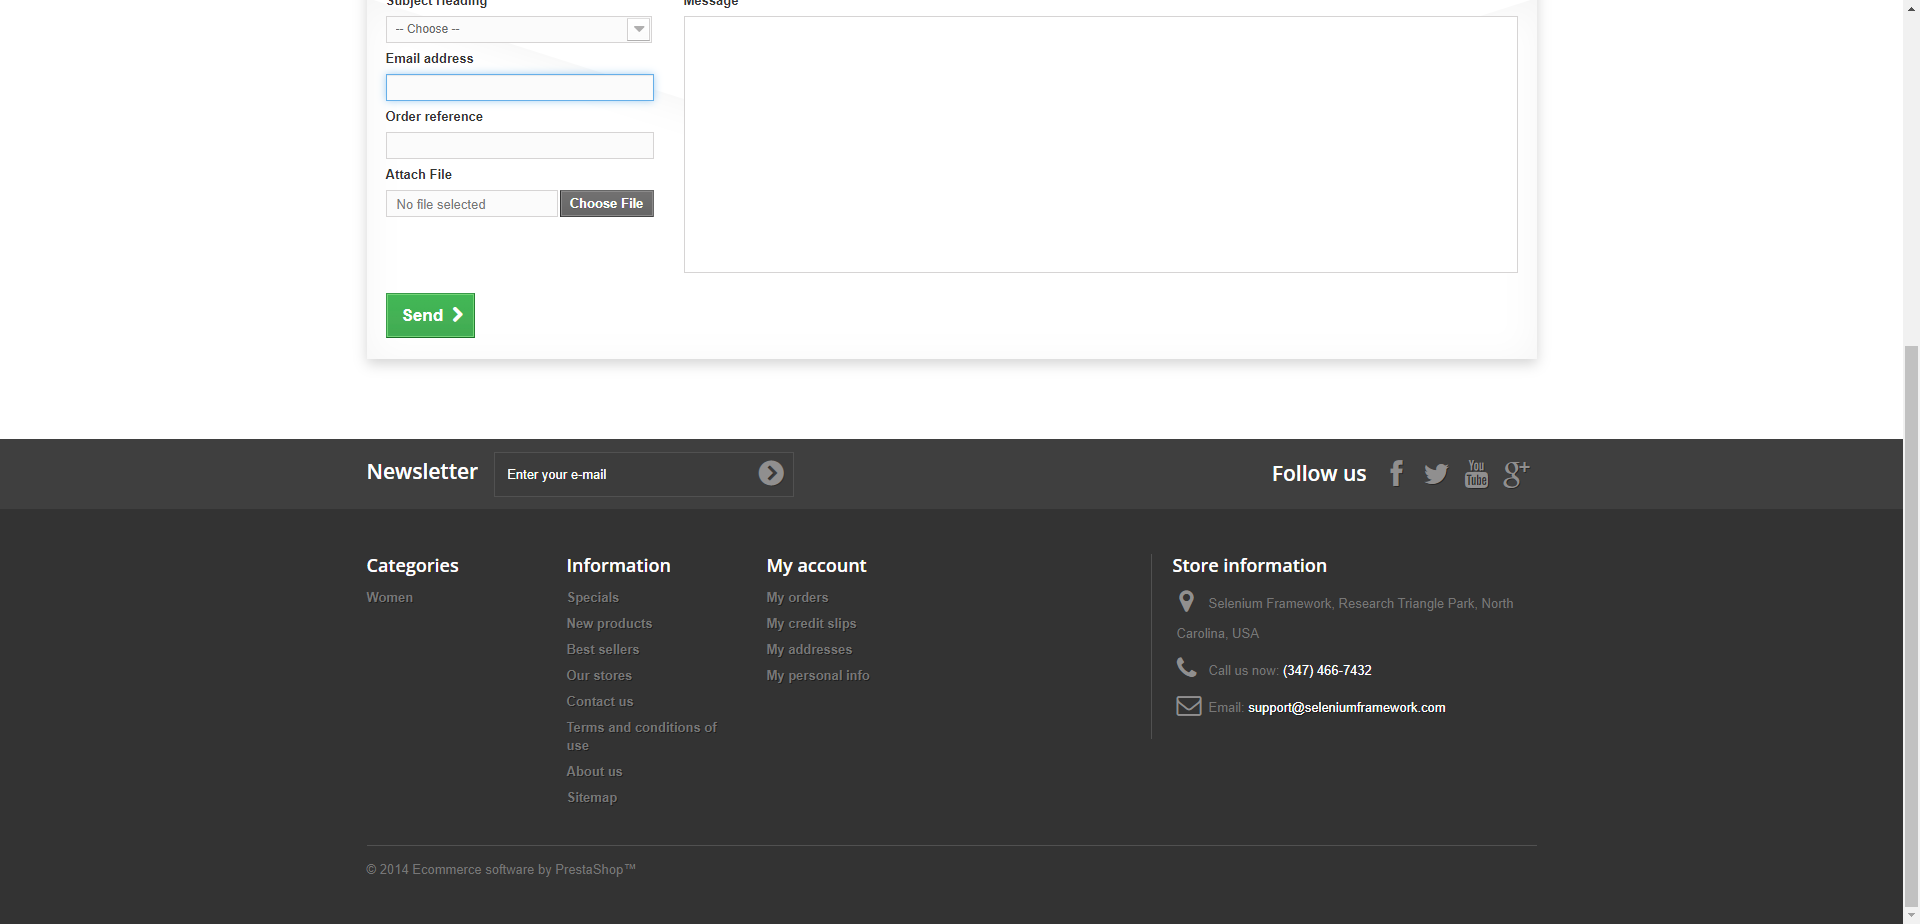 Subject Heading
Message
-- Choose --
Email address
Order reference
Attach File
No file selected
Choose File
Send
Newsletter
Enter your e-mail
Follow us
You
Tube
g+
Categories
Women
Information
Specials
New products
Best sellers
Our stores
Contact us
Terms and conditions of
use
About us
Sitemap
My account
My orders
My credit slips
My addresses
My personal info
Store information
Selenium Framework, Research Triangle Park, North
Carolina, USA
Call us now: (347) 466-7432
Email: support@seleniumframework.com
© 2014 Ecommerce software by PrestaShop™